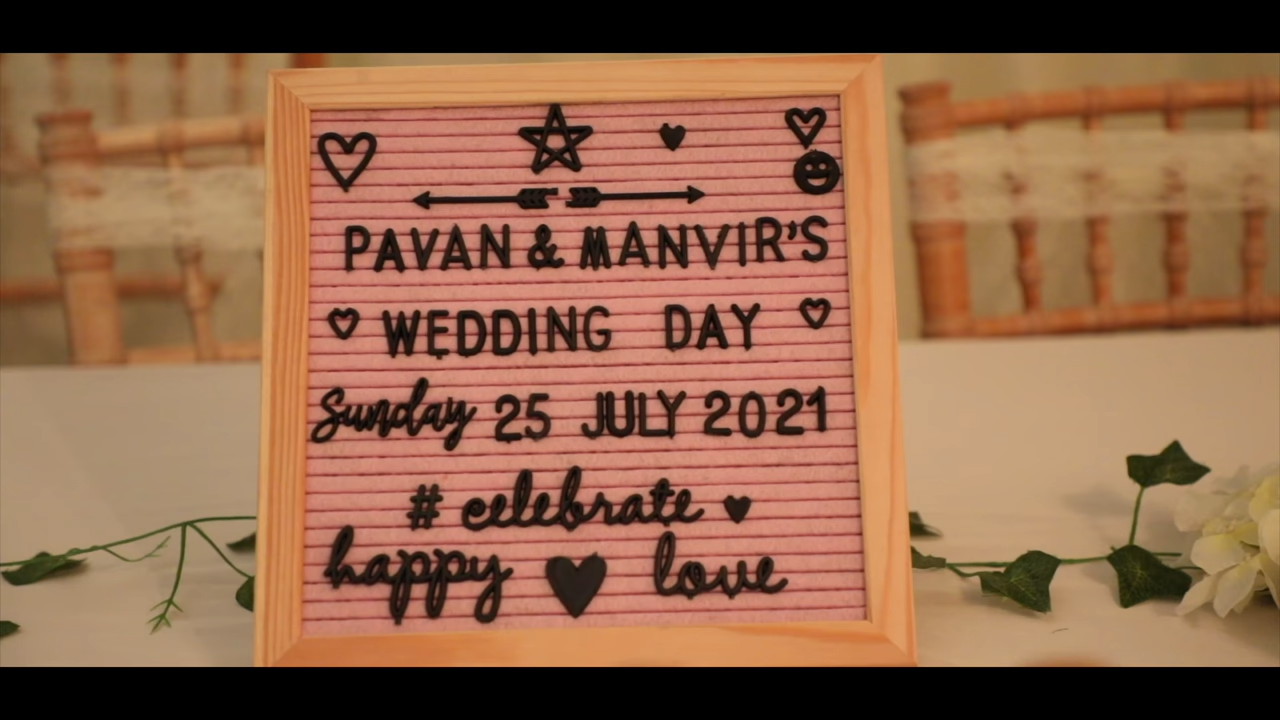 PAVAN & MANVIR'S
WEDDING DAY
Sunday 25 JULY 2021
# celebrate
happy love